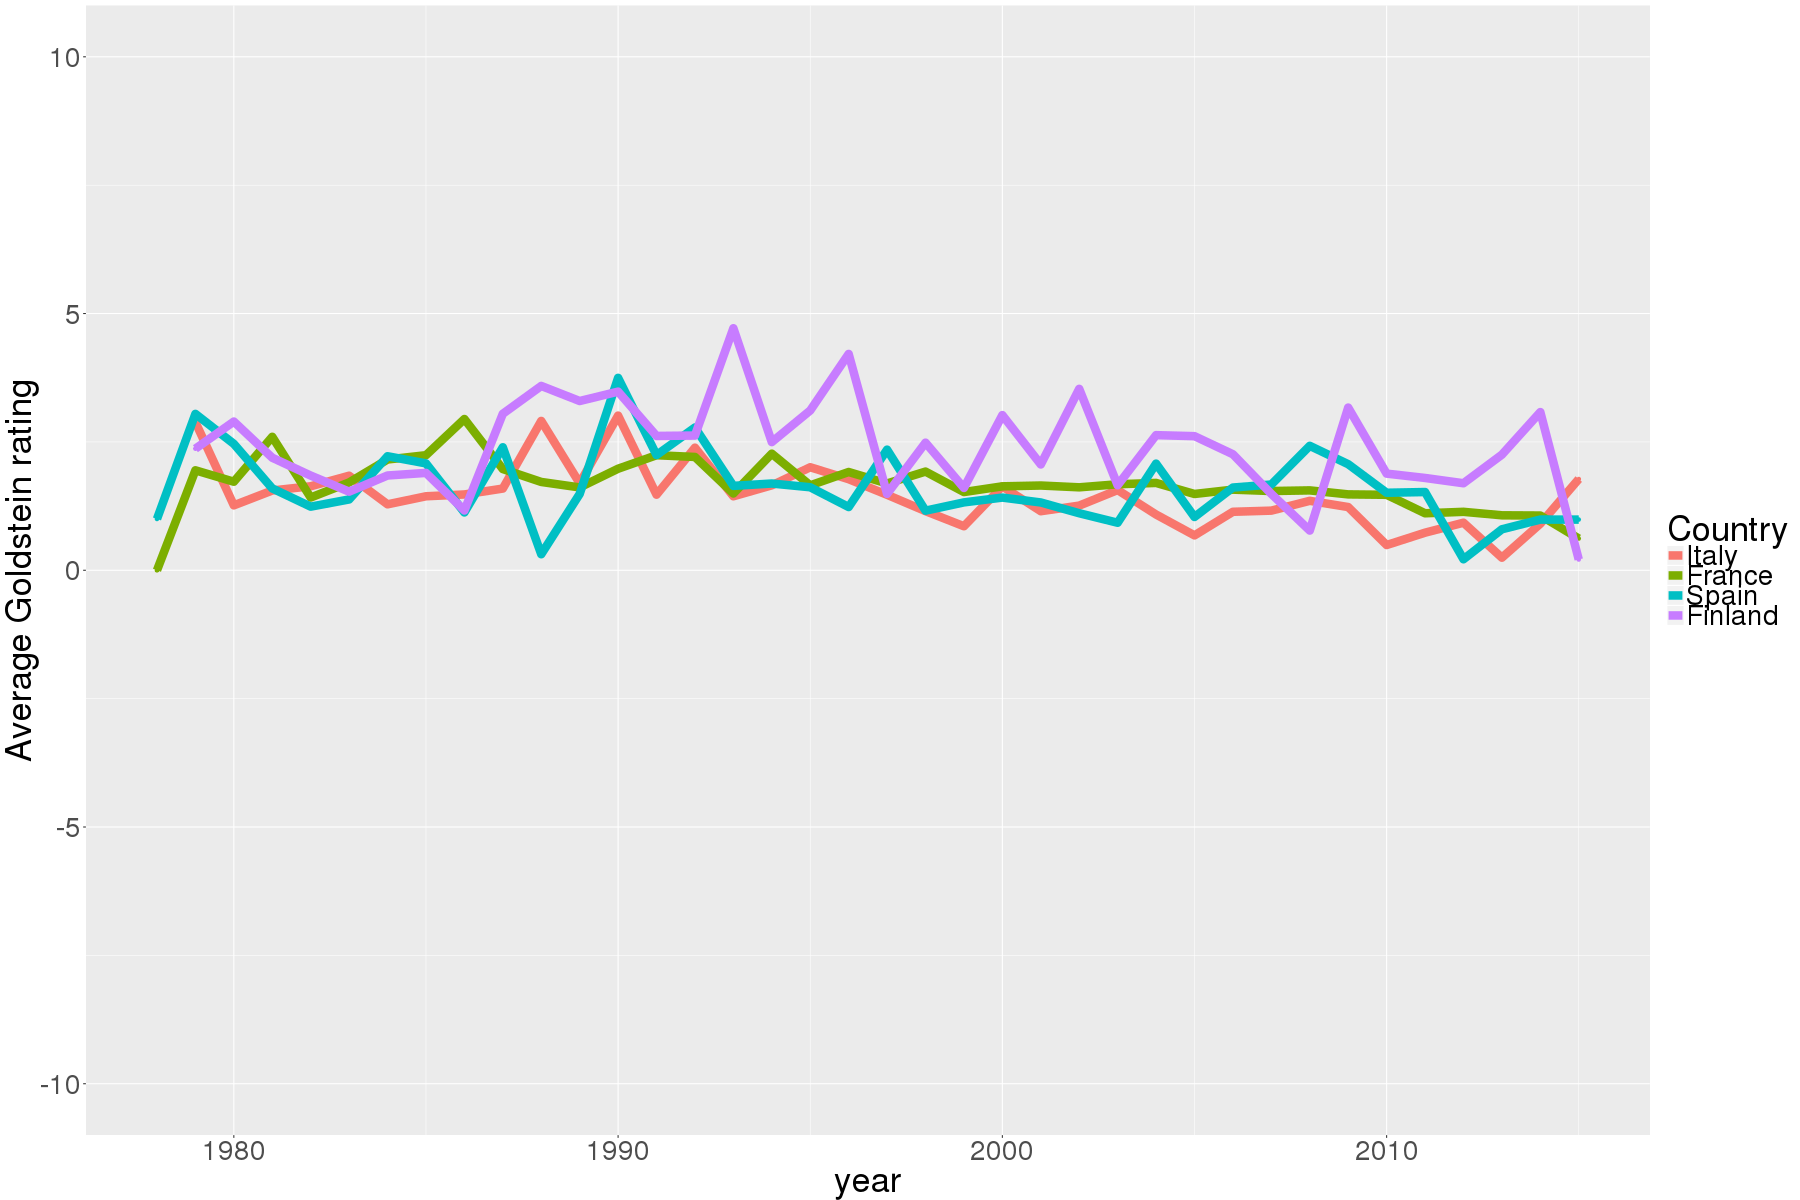 10
5
0
-5
-10
Average Goldstein rating
1980
1990
2000
2010
year
Country
Italy
France
Spain
Finland